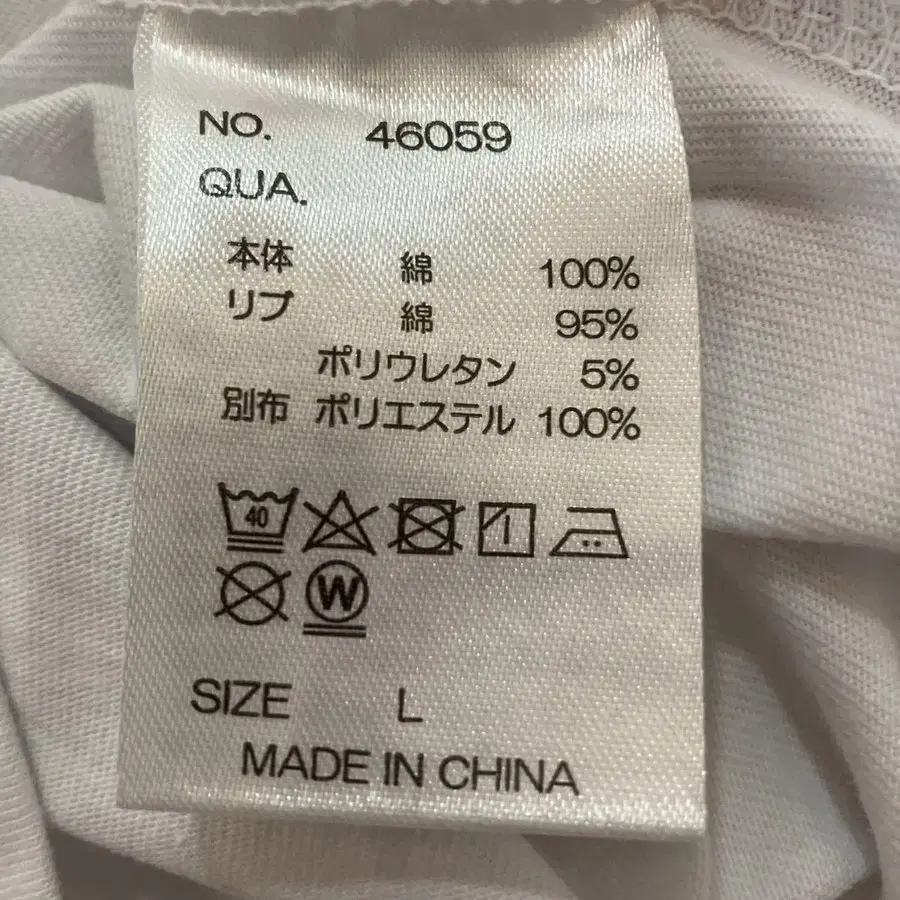 NO. 46059
QUA.
本体 綿 100%
リブ 綿 95%
ポリウレタン 5%
別布 ポリエステル 100%
40
W
SIZE L
MADE IN CHINA